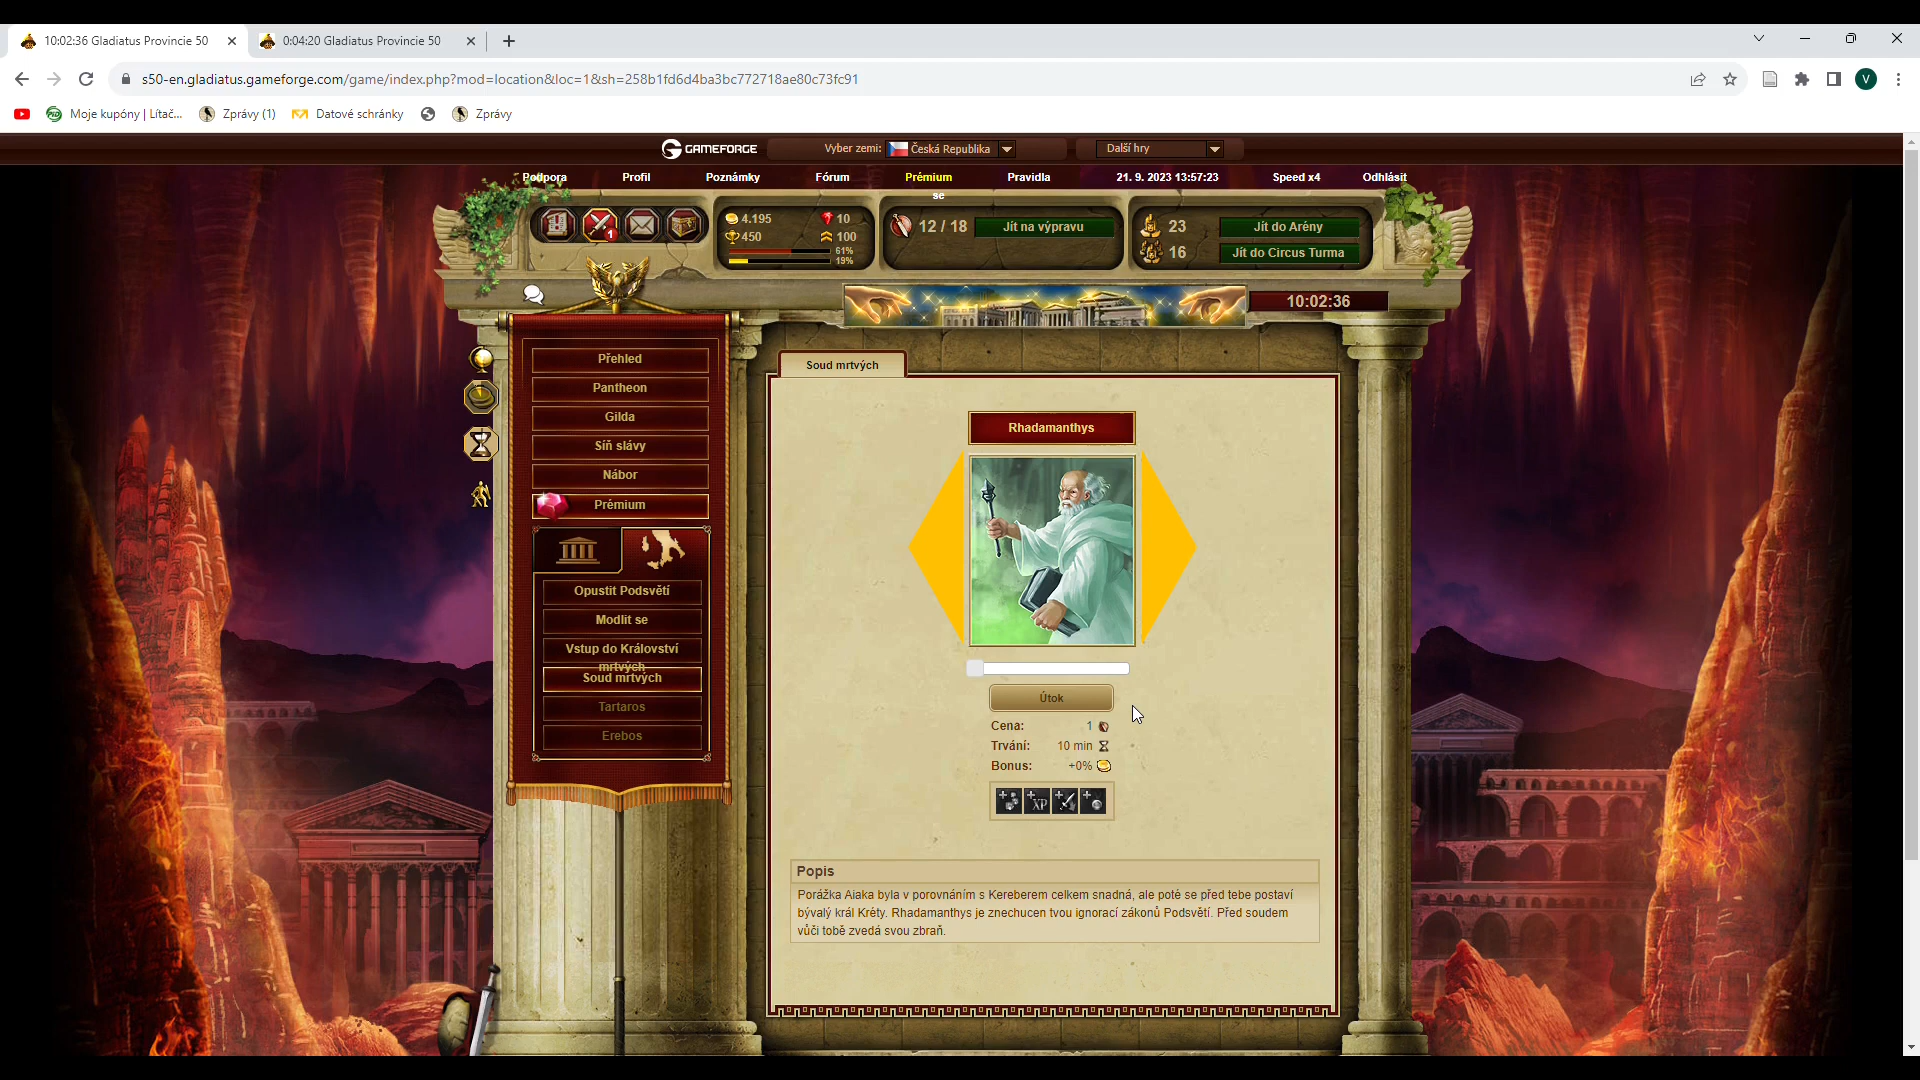 10:02:36 Gladiatus Provincie 50
0:04:20 Gladiatus Provincie 50
s50-en.gladiatus.gameforge.com/game/index.php?mod=location&loc=1&sh=258b1fd6d4ba3bc772718ae80c73fc91
V
Moje kupóny | Lítač...
Zprávy (1)
Datové schránky
Zprávy
GAMEFORGE
Vyber zemi:
Česká Republika
Další hry
Podpora
Profil
Poznámky
Fórum
Prémium
Pravidla
21. 9. 2023 13:57:23
Speed x4
Odhlásit
se
1
4.195
10
450
100
61%
19%
12 / 18
Jít na výpravu
23
Jít do Arény
16
Jít do Circus Turma
10:02:36
Přehled
Pantheon
Gilda
Síň slávy
Nábor
Prémium
Opustit Podsvětí
Modlit se
Vstup do Království
mrtvých
Soud mrtvých
Tartaros
Erebos
Soud mrtvých
Rhadamanthys
Útok
Cena: 1
Trvání: 10 min
Bonus: +0%
XP
Popis
Porážka Aiaka byla v porovnáním s Kereberem celkem snadná, ale poté se před tebe postaví
bývalý král Kréty. Rhadamanthys je znechucen tvou ignorací zákonů Podsvětí. Před soudem
vůči tobě zvedá svou zbraň.